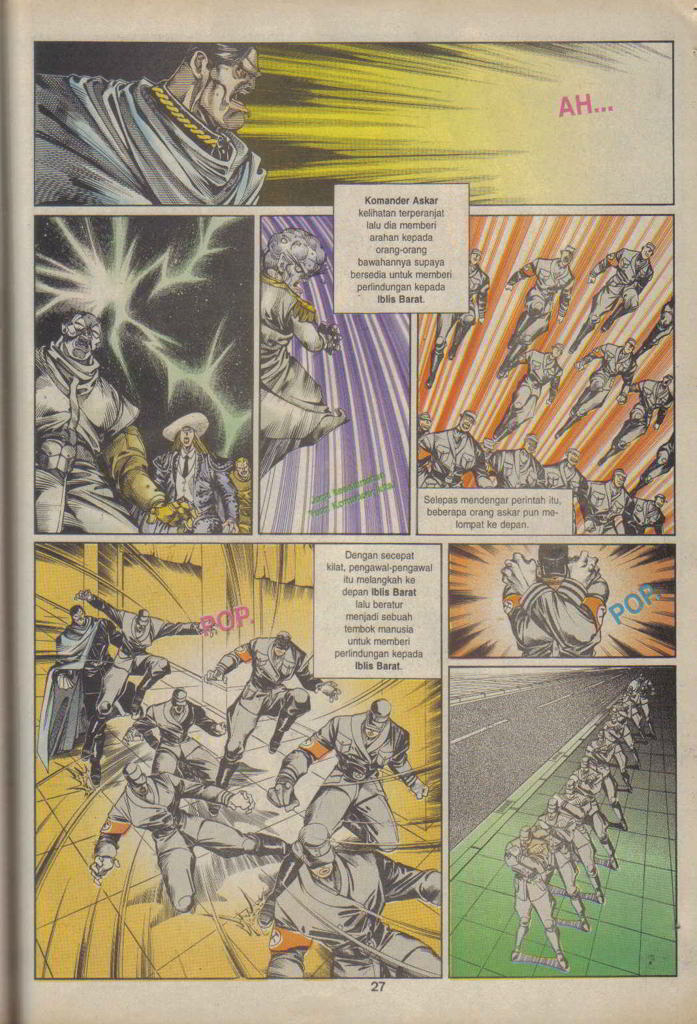 AH...
Komander Askar
kelihatan terperanjat
lalu dia memberi
arahan kepada
orang-orang
bawahannya supaya
bersedia untuk memberi
perlindungan kepada
Iblis Barat.
Selepas mendengar perintah itu,
beberapa orang askar pun me-
lompat ke depan.
Dengan secepat
kilat, pengawal-pengawal
itu melangkah ke
depan Iblis Barat
lalu beratur
menjadi sebuah
tembok manusia
untuk memberi
perlindungan kepada
Iblis Barat.
POP.
POP.
27